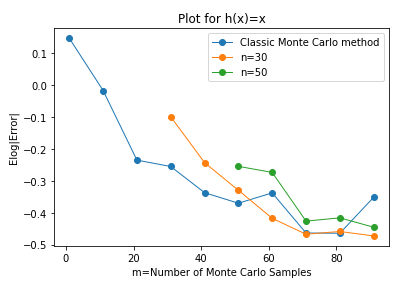 Plot for h(x)=x
Classic Monte Carlo method
n=30
n=50
Elog|Error|
0.1
0.0
−0.1
−0.2
−0.3
−0.4
−0.5
0 20 40 60 80
m=Number of Monte Carlo Samples